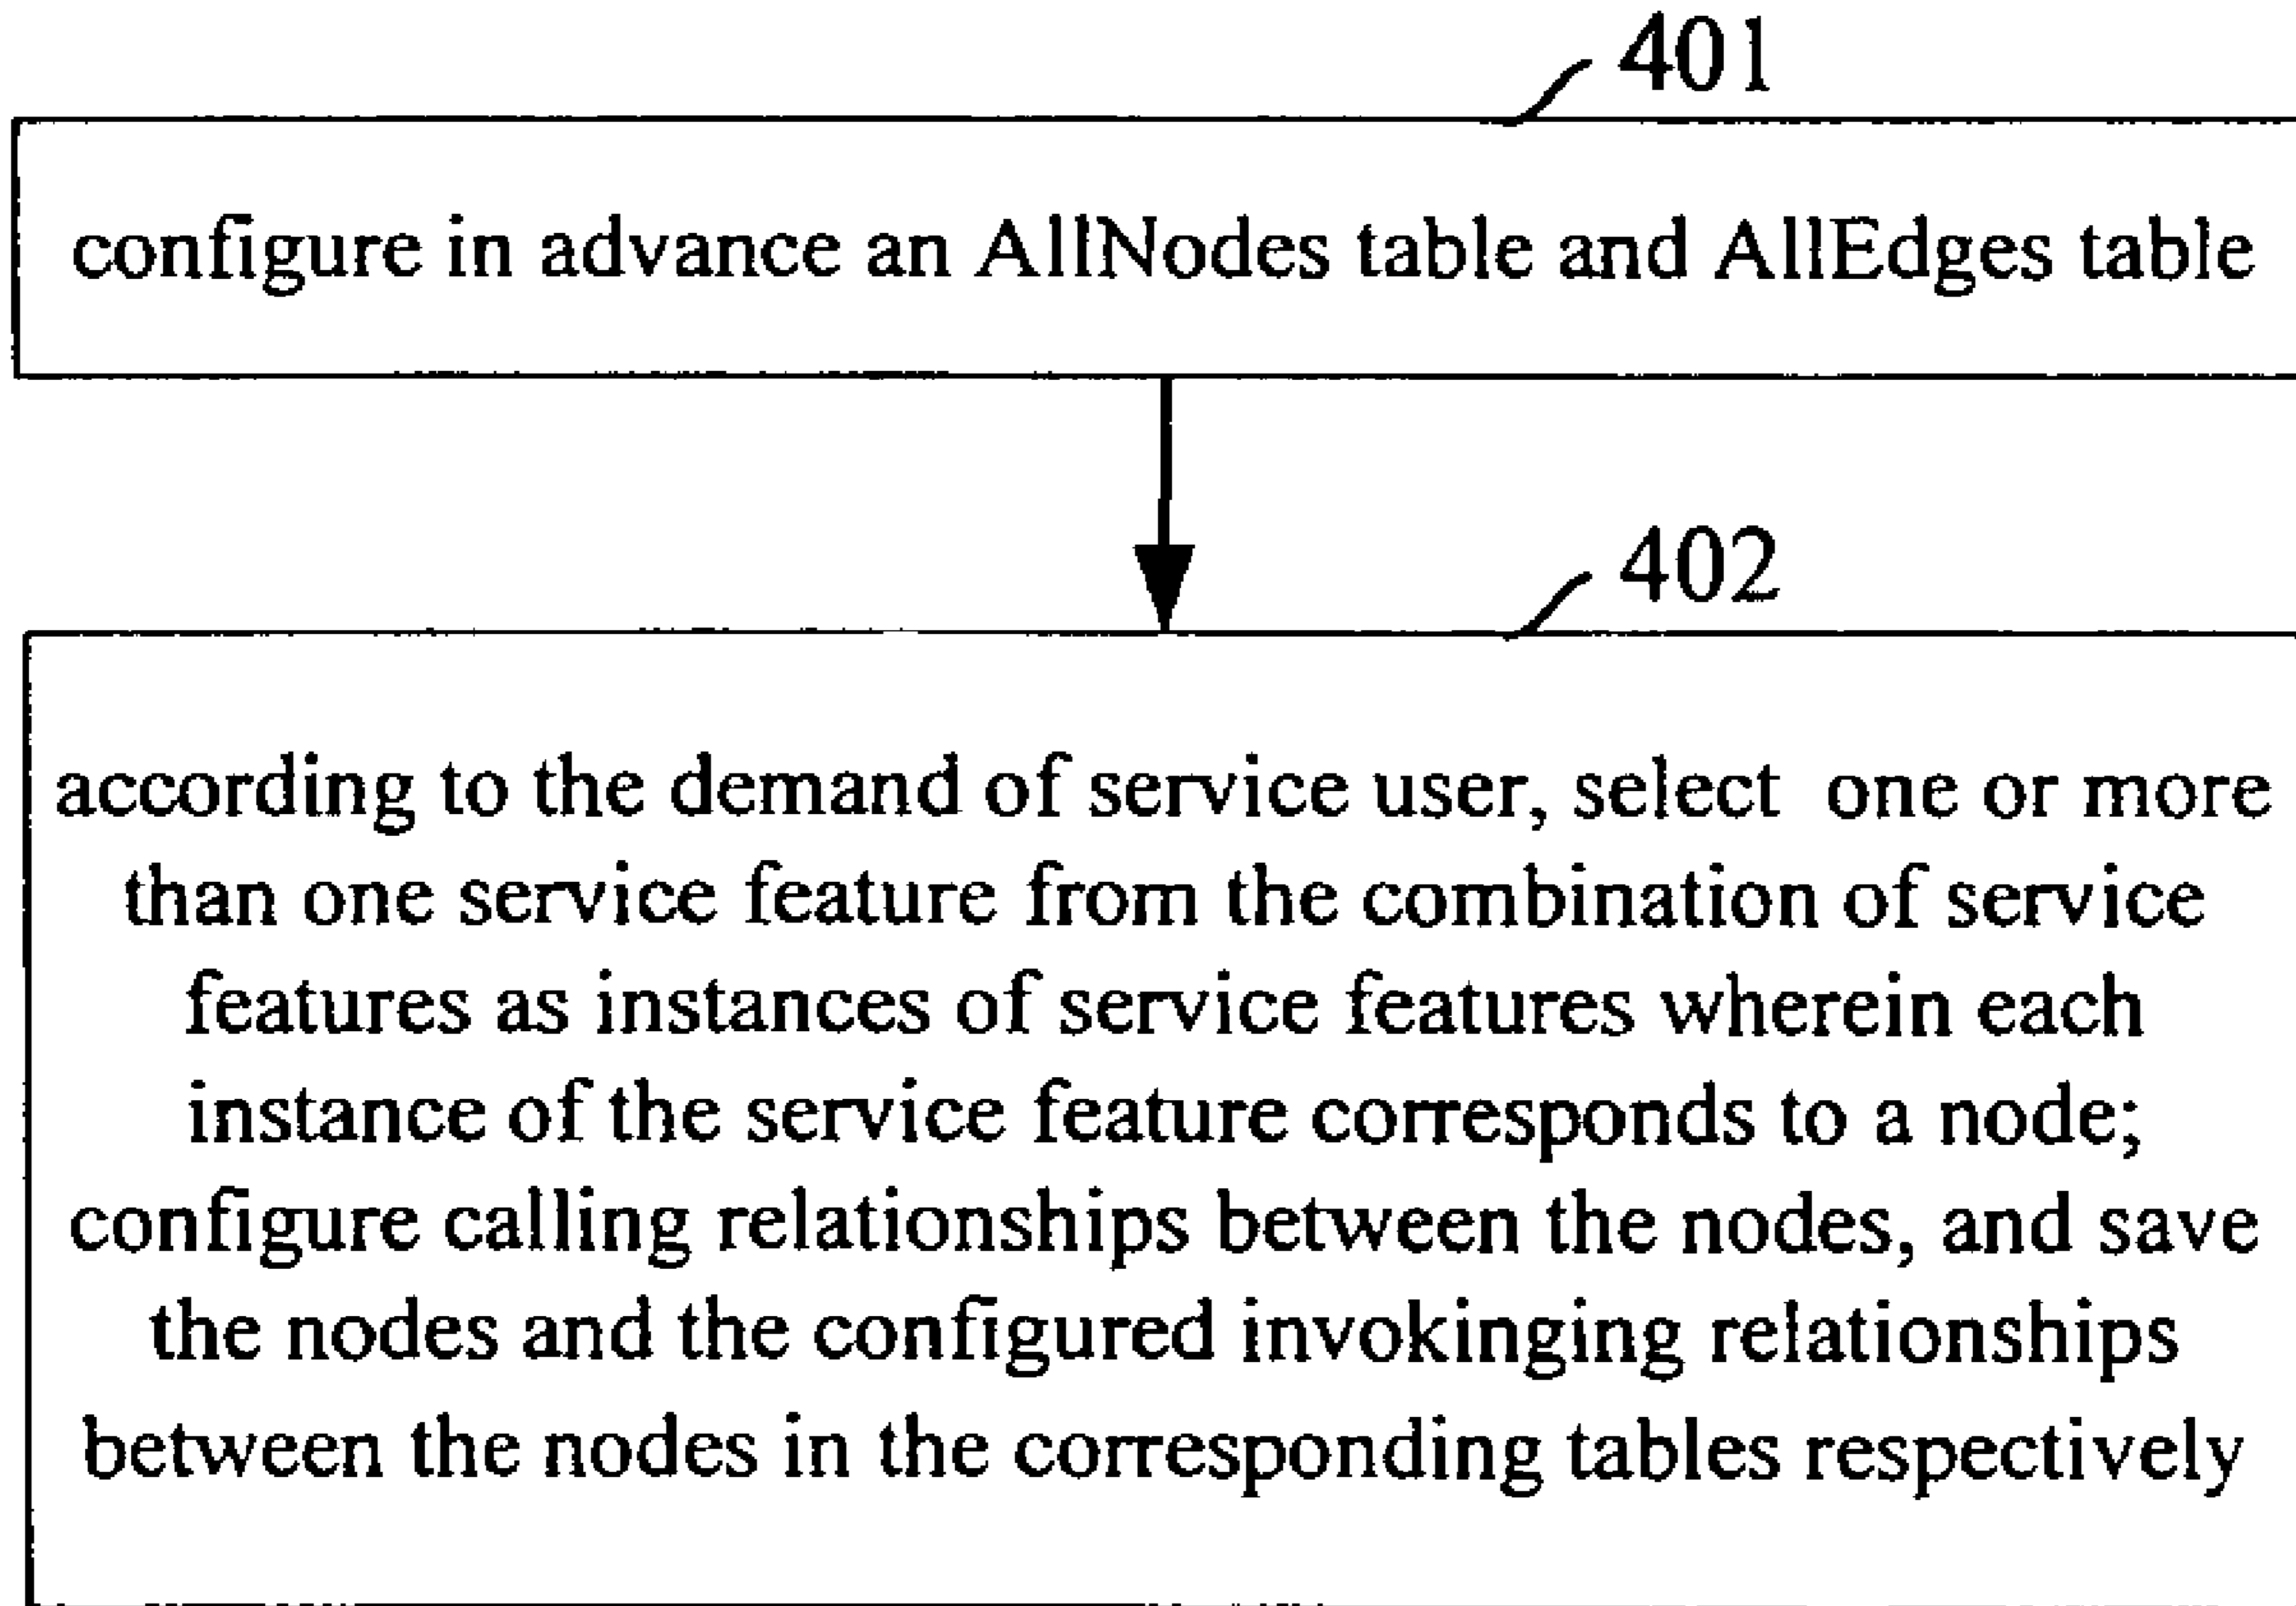 401
configure in advance an AllNodes table and AllEdges table
402
according to the demand of service user, select one or more
than one service feature from the combination of service
features as instances of service features wherein each
instance of the service feature corresponds to a node;
configure calling relationships between the nodes, and save
the nodes and the configured invokinging relationships
between the nodes in the corresponding tables respectively